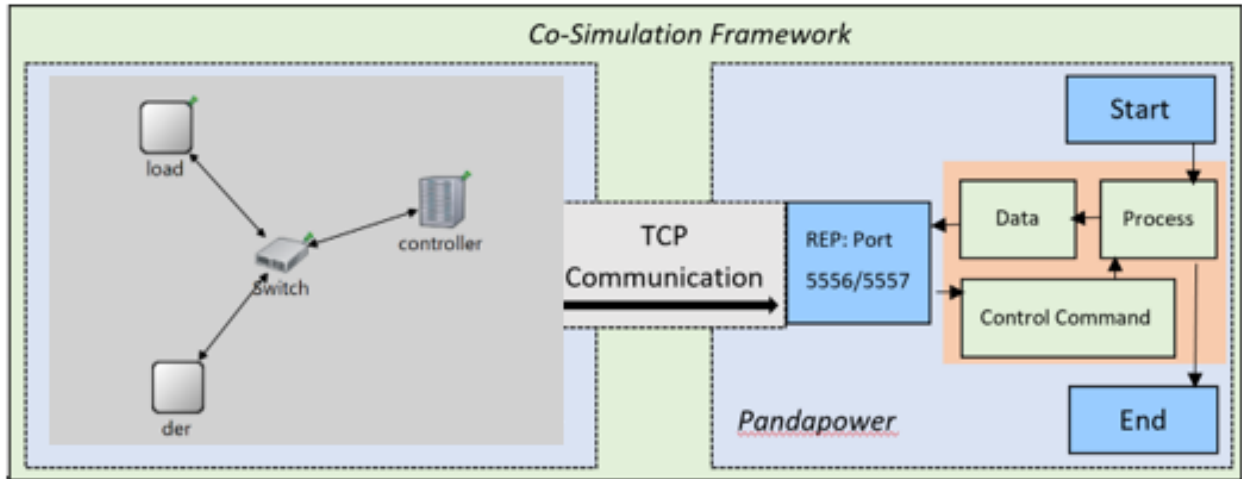 Co-Simulation Framework
load
controller
Switch
der
TCP
Communication
REP: Port
5556/5557
Start
Data
Process
Control Command
End
Pandapower